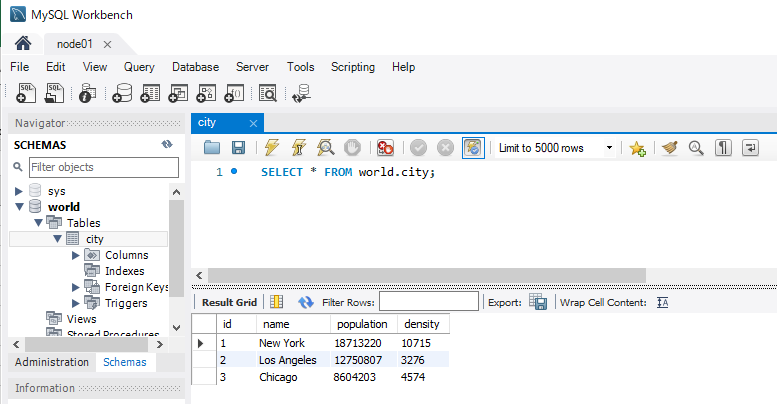 MySQL Workbench
node01
File Edit View Query Database Server Tools Scripting Help
SQL SQL
Navigator
SCHEMAS
Filter objects
sys
world
Tables
city
Columns
Indexes
Foreign Keys
Triggers
Views
Stored Procedures
Administration Schemas
Information
city
Limit to 5000 rows
1 SELECT * FROM world.city;
Result Grid Filter Rows: Export: Wrap Cell Content: IA
id name population density
1 New York 18713220 10715
2 Los Angeles 12750807 3276
3 Chicago 8604203 4574